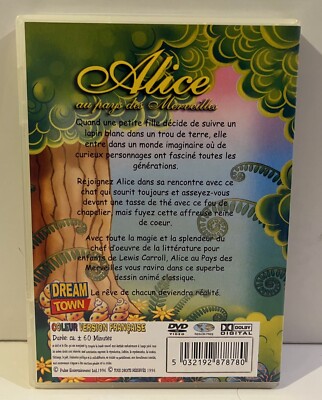 Alice
au pays des Merveilles
Quand une petite fille décide de suivre un
lapin blanc dans un trou de terre, elle
entre dans un monde imaginaire où de
curieux personnages ont fasciné toutes les
générations.
Rejoignez Alice dans sa rencontre avec ce
chat qui sourit toujours et asseyez-vous
devant une tasse de thé avec ce fou de
chapelier, mais fuyez cette affreuse reine
de coeur.
Avec toute la magie et la splendeur du
chef d'oeuvre de la littérature pour
enfants de Lewis Carroll, Alice au Pays des
Merveilles vous ravira dans ce superbe
dessin animé classique.
Le rêve de chacun deviendra réalité.
DREAM
TOWN
COULEUR VERSION FRANÇAISE
Durée ca. ± 60 Minutes
DVD
VIDEO
DOLBY
DIGITAL
5 032192 878780